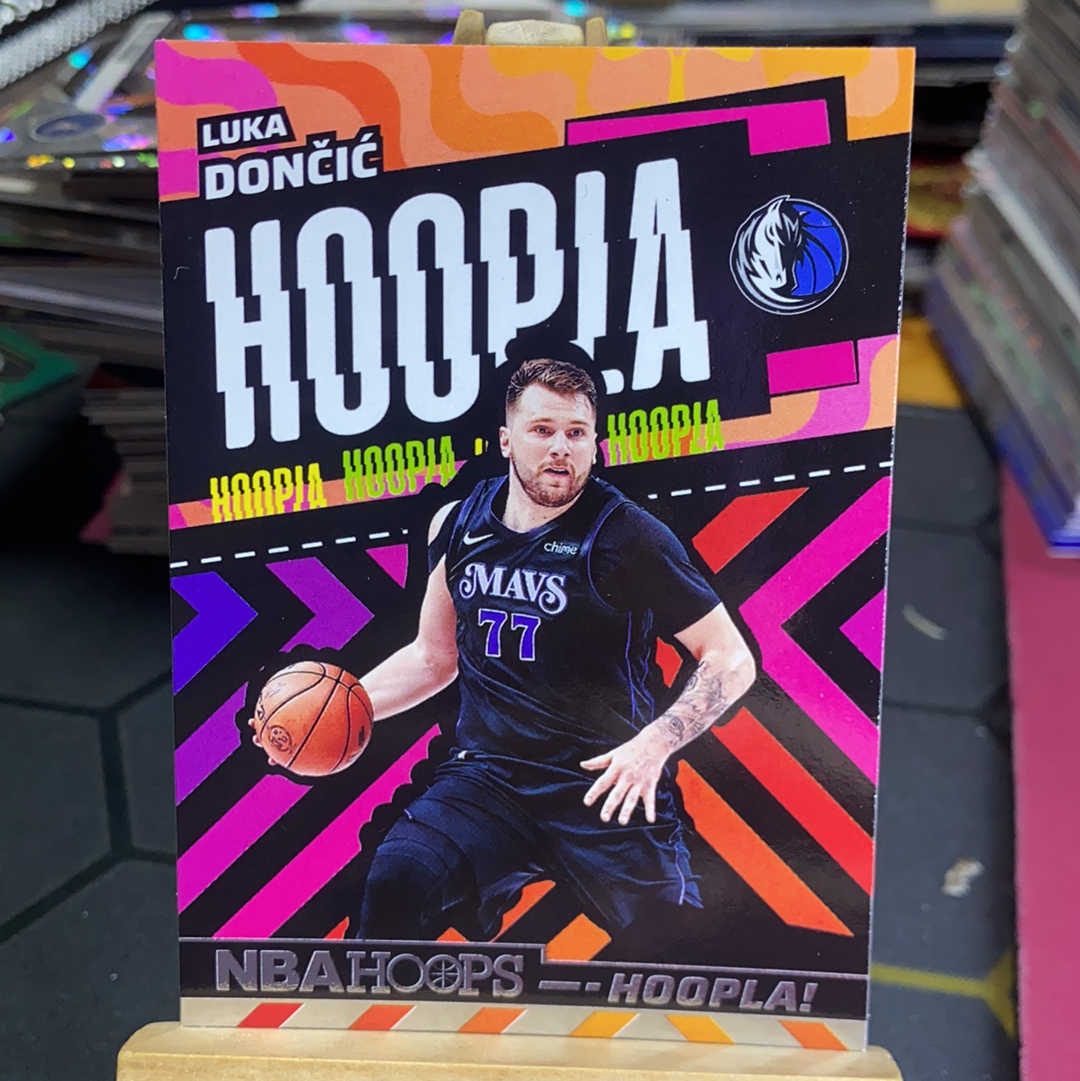 LUKA
DONČIĆ
HOOPLA
HOOPLA HOOPLA HOOPLA
chime
MAVS
77
NBA HOOPS — HOOPLA!